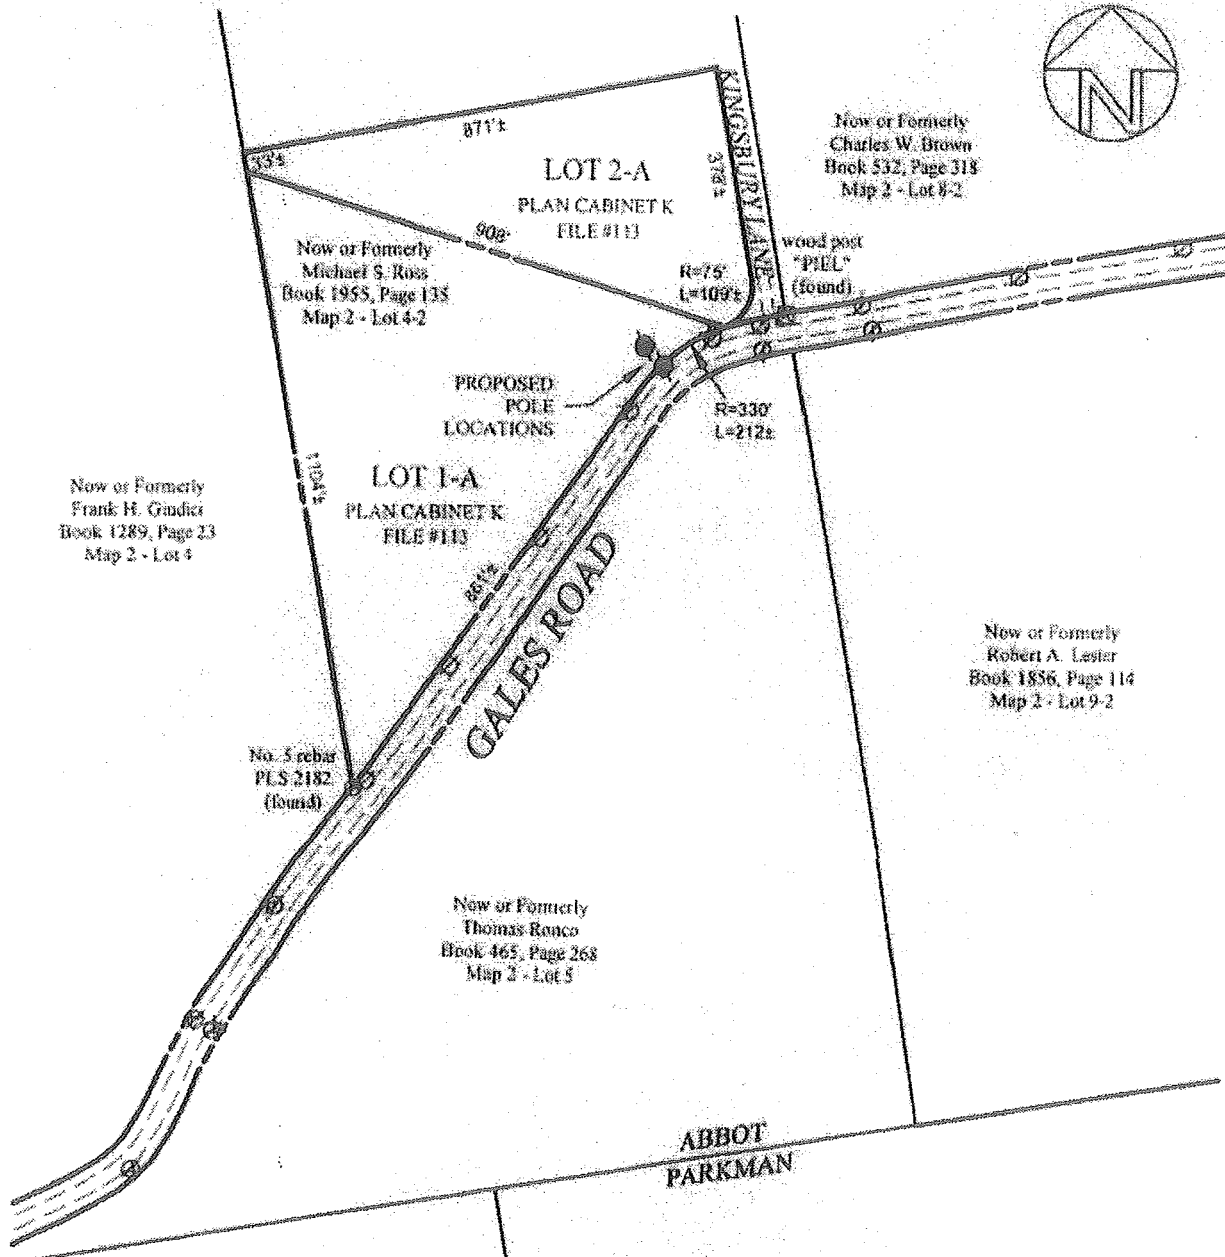 N
KINGSBURY LANE
871'±
33'±
LOT 2-A
PLAN CABINET K
FILE #113
378'±
Now or Formerly
Charles W. Brown
Book 532, Page 318
Map 2 - Lot 8-2
908'
Now or Formerly
Michael S. Ross
Book 1955, Page 135
Map 2 - Lot 4-2
R=75'
L=109'±
wood post
"PIEL"
(found)
PROPOSED
POLE
LOCATIONS
R=330'
L=212'±
1704'±
LOT 1-A
PLAN CABINET K
FILE #113
Now or Formerly
Frank H. Giudici
Book 1289, Page 23
Map 2 - Lot 4
881'±
GALES ROAD
Now or Formerly
Robert A. Lester
Book 1856, Page 114
Map 2 - Lot 9-2
No. 5 rebar
PLS 2182
(found)
Now or Formerly
Thomas Ronco
Book 465, Page 268
Map 2 - Lot 5
ABBOT
PARKMAN